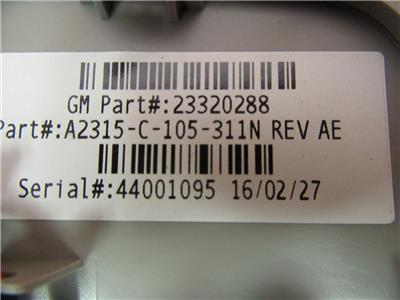 GM Part#:23320288
Part#:A2315-C-105-311N REV AE
Serial#:44001095 16/02/27